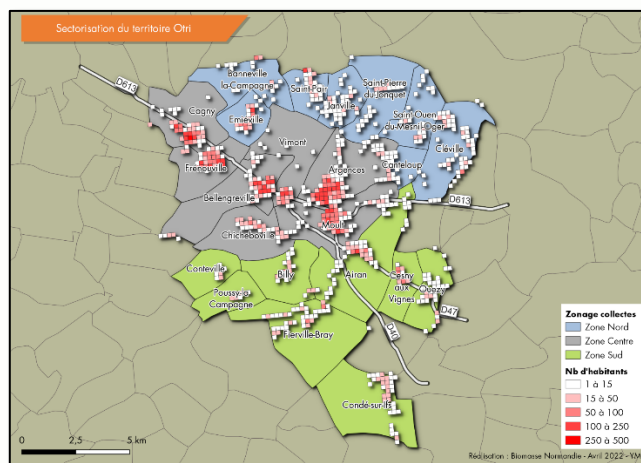 Sectorisation du territoire Otri
D613
Banneville
la-Campagne
Saint-Pair
Saint-Pierre
du-Jonquet
Cagny
Janville
Émiéville
Saint-Ouen
du-Mesnil-Oger
Vimont
Cléville
Frénouville
Argences
Canteloup
Bellengreville
D613
Moult
Chicheboville
Conteville
Billy
Airan
Cesny
aux
Vignes
Ouézy
Poussy-la
Campagne
D47
D40
Fierville-Bray
Condé-sur-Ifs
Zonage collectes
Zone Nord
Zone Centre
Zone Sud
Nb d'habitants
1 à 15
15 à 50
50 à 100
100 à 250
250 à 500
0 2,5 5 km
Réalisation : Biomasse Normandie - Avril 2022 - YM